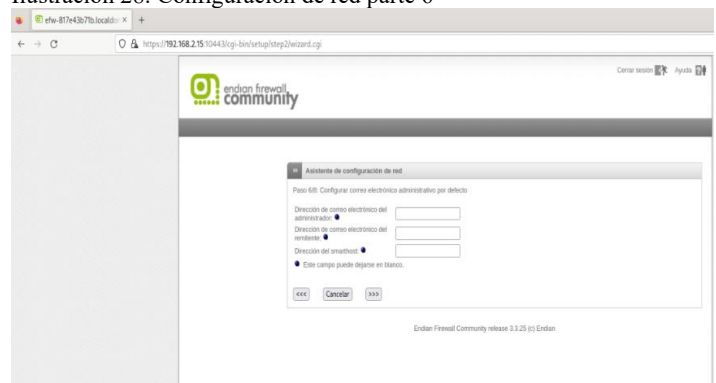 Ilustración 28. Configuración de red parte 6
efw-817e43b71b.localdor × +
https://192.168.2.15:10443/cgi-bin/setup/step2/wizard.cgi
endian firewall
community
Cerrar sesión Ayuda
Asistente de configuración de red
Paso 6/8: Configurar correo electrónico administrativo por defecto
Dirección de correo electrónico del
administrador:
Dirección de correo electrónico del
remitente:
Dirección del smarthost:
Este campo puede dejarse en blanco.
<<< Cancelar >>>
Endian Firewall Community release 3.3.25 (c) Endian